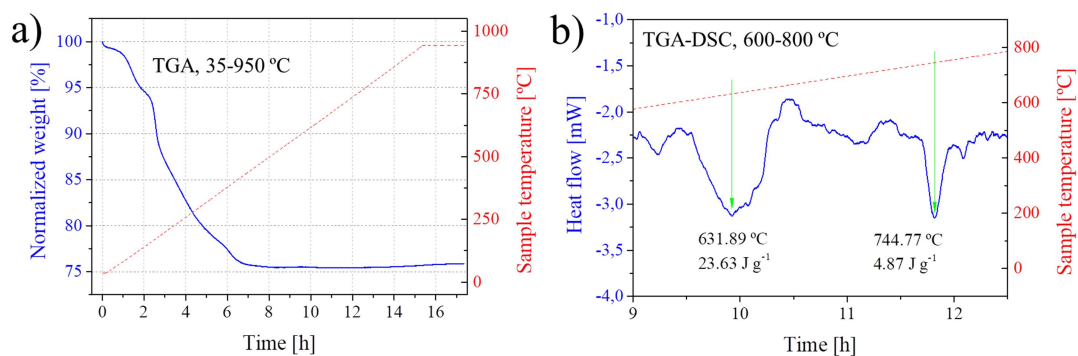 a)
TGA, 35-950 ºC
Normalized weight [%]
100
95
90
85
80
75
Sample temperature [ºC]
1000
750
500
250
0
0 2 4 6 8 10 12 14 16
Time [h]
b)
TGA-DSC, 600-800 ºC
Heat flow [mW]
-1,0
-1,5
-2,0
-2,5
-3,0
-3,5
-4,0
631.89 ºC
23.63 J g-1
744.77 ºC
4.87 J g-1
Sample temperature [ºC]
800
600
400
200
0
9 10 11 12
Time [h]